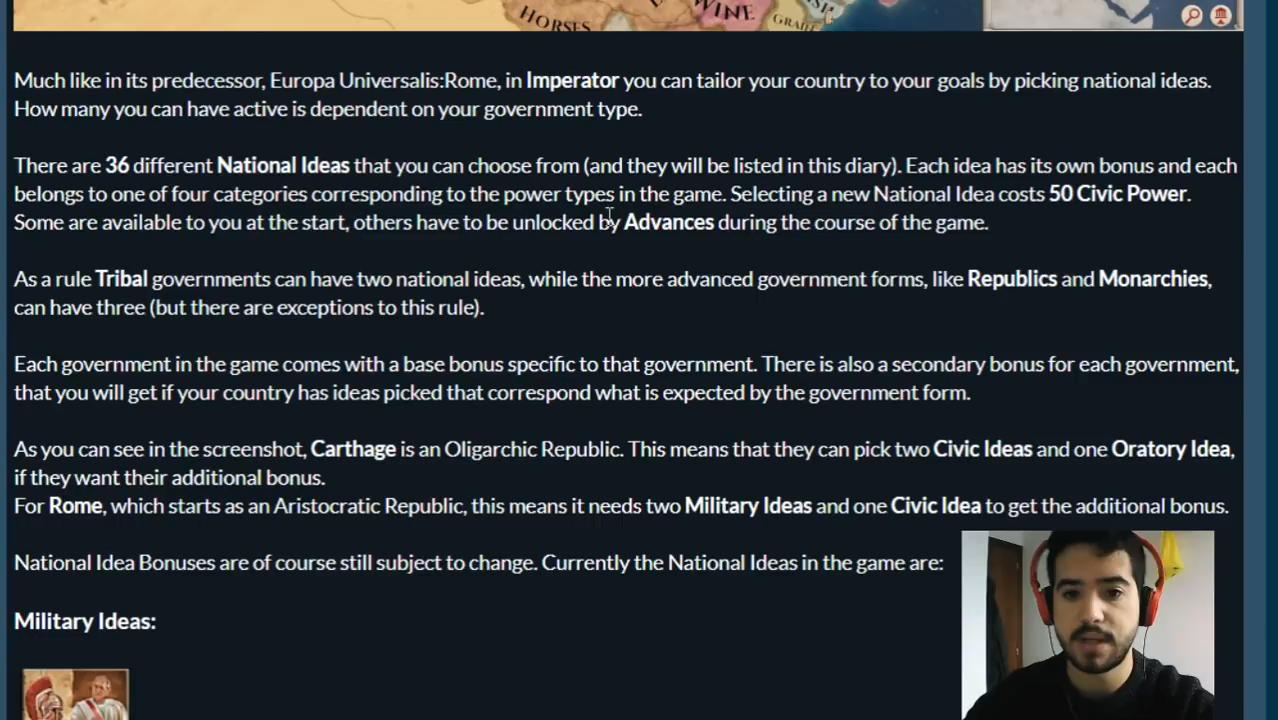 HORSES
WINE
Much like in its predecessor, Europa Universalis:Rome, in Imperator you can tailor your country to your goals by picking national ideas.
How many you can have active is dependent on your government type.
There are 36 different National Ideas that you can choose from (and they will be listed in this diary). Each idea has its own bonus and each
belongs to one of four categories corresponding to the power types in the game. Selecting a new National Idea costs 50 Civic Power.
Some are available to you at the start, others have to be unlocked by Advances during the course of the game.
As a rule Tribal governments can have two national ideas, while the more advanced government forms, like Republics and Monarchies,
can have three (but there are exceptions to this rule).
Each government in the game comes with a base bonus specific to that government. There is also a secondary bonus for each government,
that you will get if your country has ideas picked that correspond what is expected by the government form.
As you can see in the screenshot, Carthage is an Oligarchic Republic. This means that they can pick two Civic Ideas and one Oratory Idea,
if they want their additional bonus.
For Rome, which starts as an Aristocratic Republic, this means it needs two Military Ideas and one Civic Idea to get the additional bonus.
National Idea Bonuses are of course still subject to change. Currently the National Ideas in the game are:
Military Ideas: